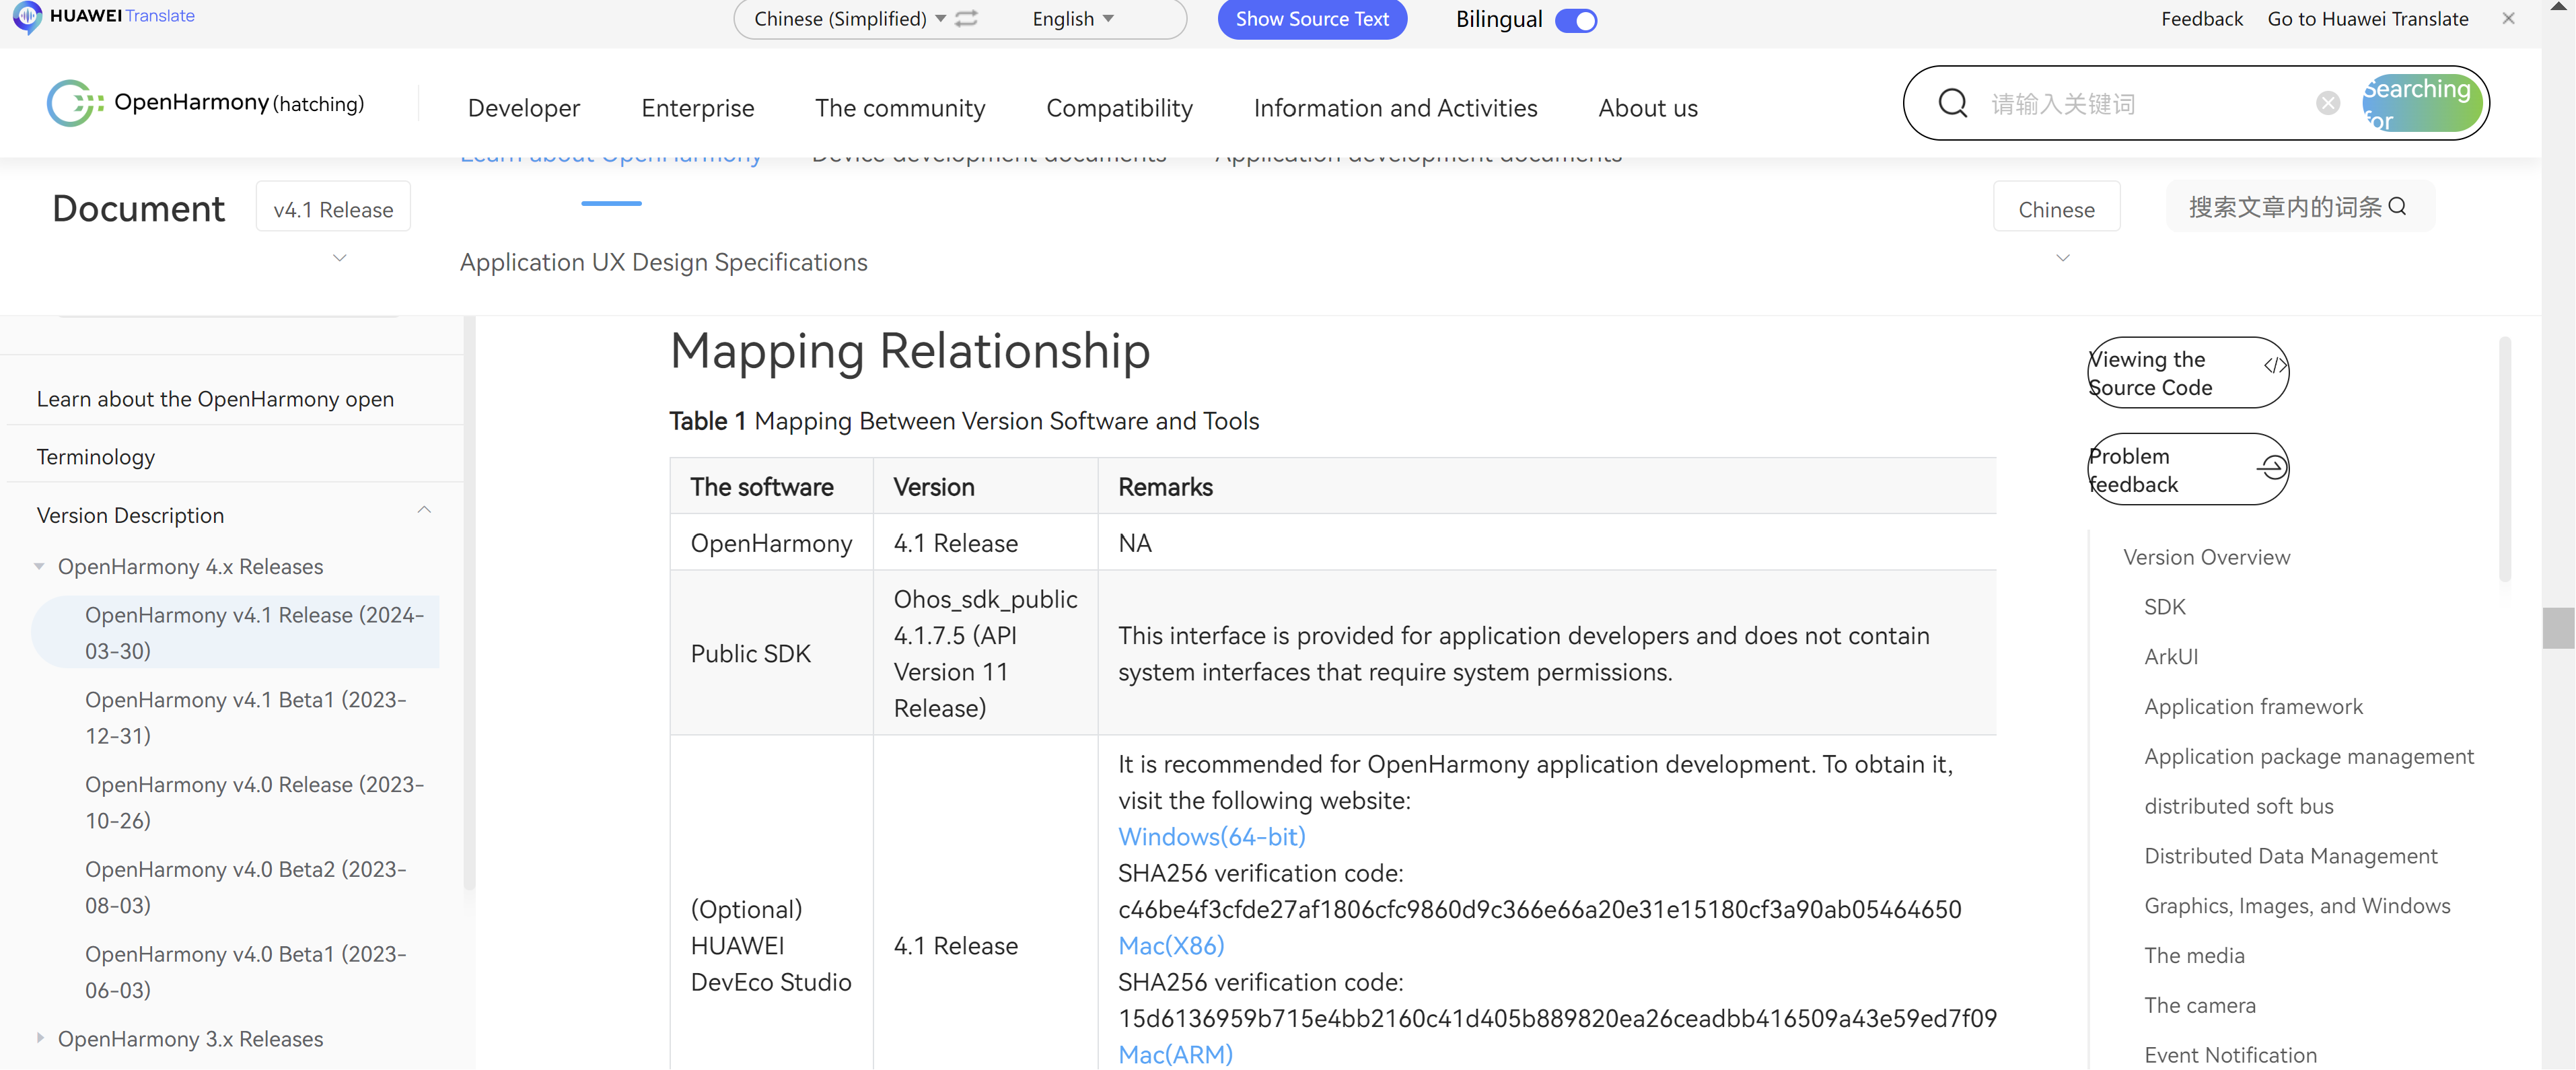 HUAWEI Translate
Chinese (Simplified)
English
Show Source Text
Bilingual
Feedback
Go to Huawei Translate
OpenHarmony (hatching)
Developer
Enterprise
The community
Compatibility
Information and Activities
About us
请输入关键词
Searching
for
Learn about OpenHarmony
Device development documents
Application development documents
Document
v4.1 Release
Application UX Design Specifications
Chinese
搜索文章内的词条
Learn about the OpenHarmony open
Terminology
Version Description
OpenHarmony 4.x Releases
OpenHarmony v4.1 Release (2024-
03-30)
OpenHarmony v4.1 Beta1 (2023-
12-31)
OpenHarmony v4.0 Release (2023-
10-26)
OpenHarmony v4.0 Beta2 (2023-
08-03)
OpenHarmony v4.0 Beta1 (2023-
06-03)
OpenHarmony 3.x Releases
Mapping Relationship
Table 1 Mapping Between Version Software and Tools
The software
Version
Remarks
OpenHarmony
4.1 Release
NA
Public SDK
Ohos_sdk_public
4.1.7.5 (API
Version 11
Release)
This interface is provided for application developers and does not contain
system interfaces that require system permissions.
(Optional)
HUAWEI
DevEco Studio
4.1 Release
It is recommended for OpenHarmony application development. To obtain it,
visit the following website:
Windows(64-bit)
SHA256 verification code:
c46be4f3cfde27af1806cfc9860d9c366e66a20e31e15180cf3a90ab05464650
Mac(X86)
SHA256 verification code:
15d6136959b715e4bb2160c41d405b889820ea26ceadbb416509a43e59ed7f09
Mac(ARM)
Viewing the
Source Code
Problem
feedback
Version Overview
SDK
ArkUI
Application framework
Application package management
distributed soft bus
Distributed Data Management
Graphics, Images, and Windows
The media
The camera
Event Notification